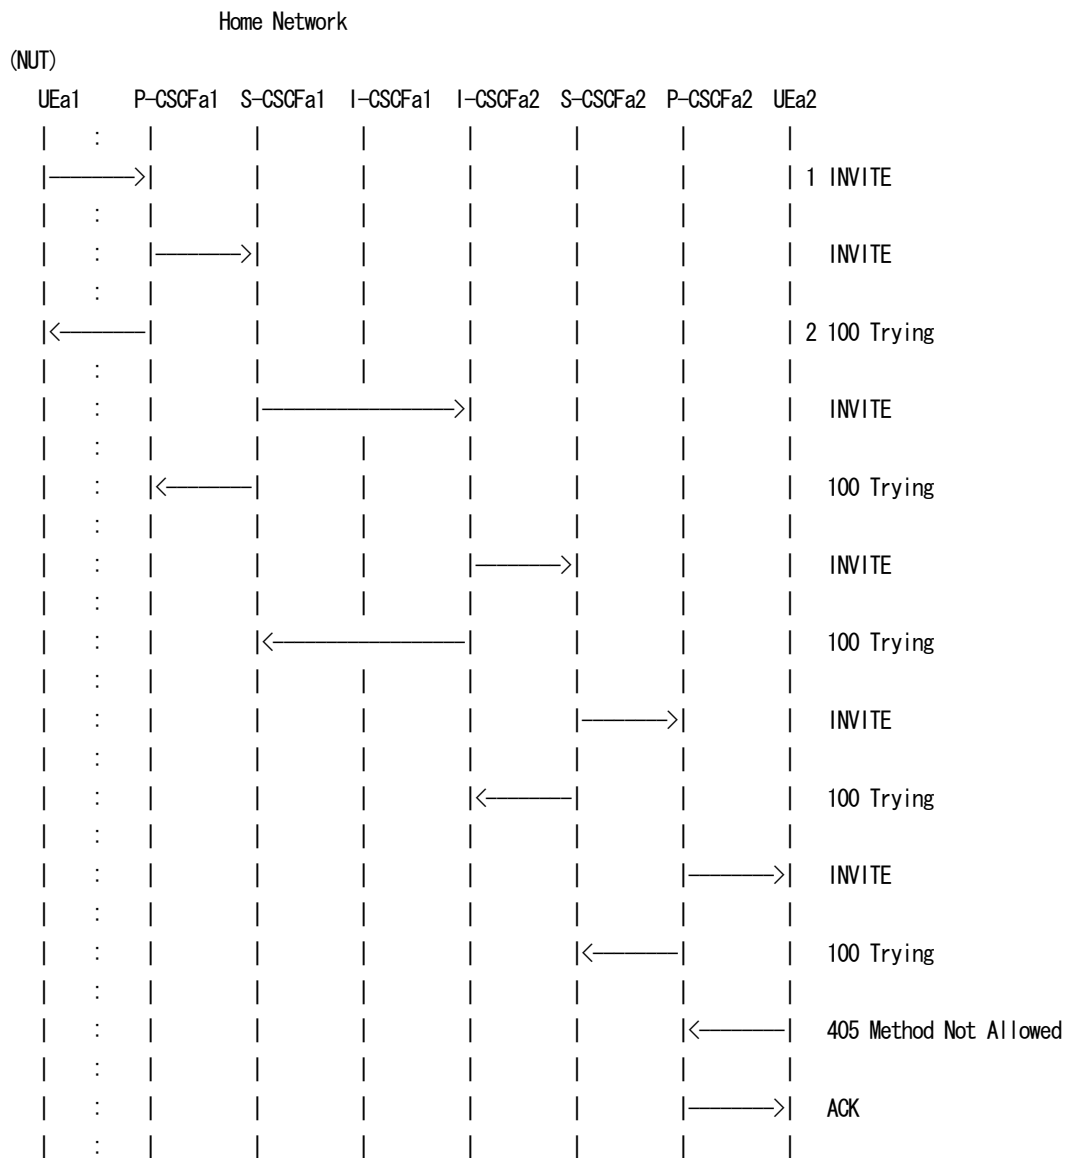 Home Network
(NUT)
UEa1 P-CSCFa1 S-CSCFa1 I-CSCFa1 I-CSCFa2 S-CSCFa2 P-CSCFa2 UEa2
1 INVITE
INVITE
2 100 Trying
INVITE
100 Trying
INVITE
100 Trying
INVITE
100 Trying
INVITE
100 Trying
405 Method Not Allowed
ACK